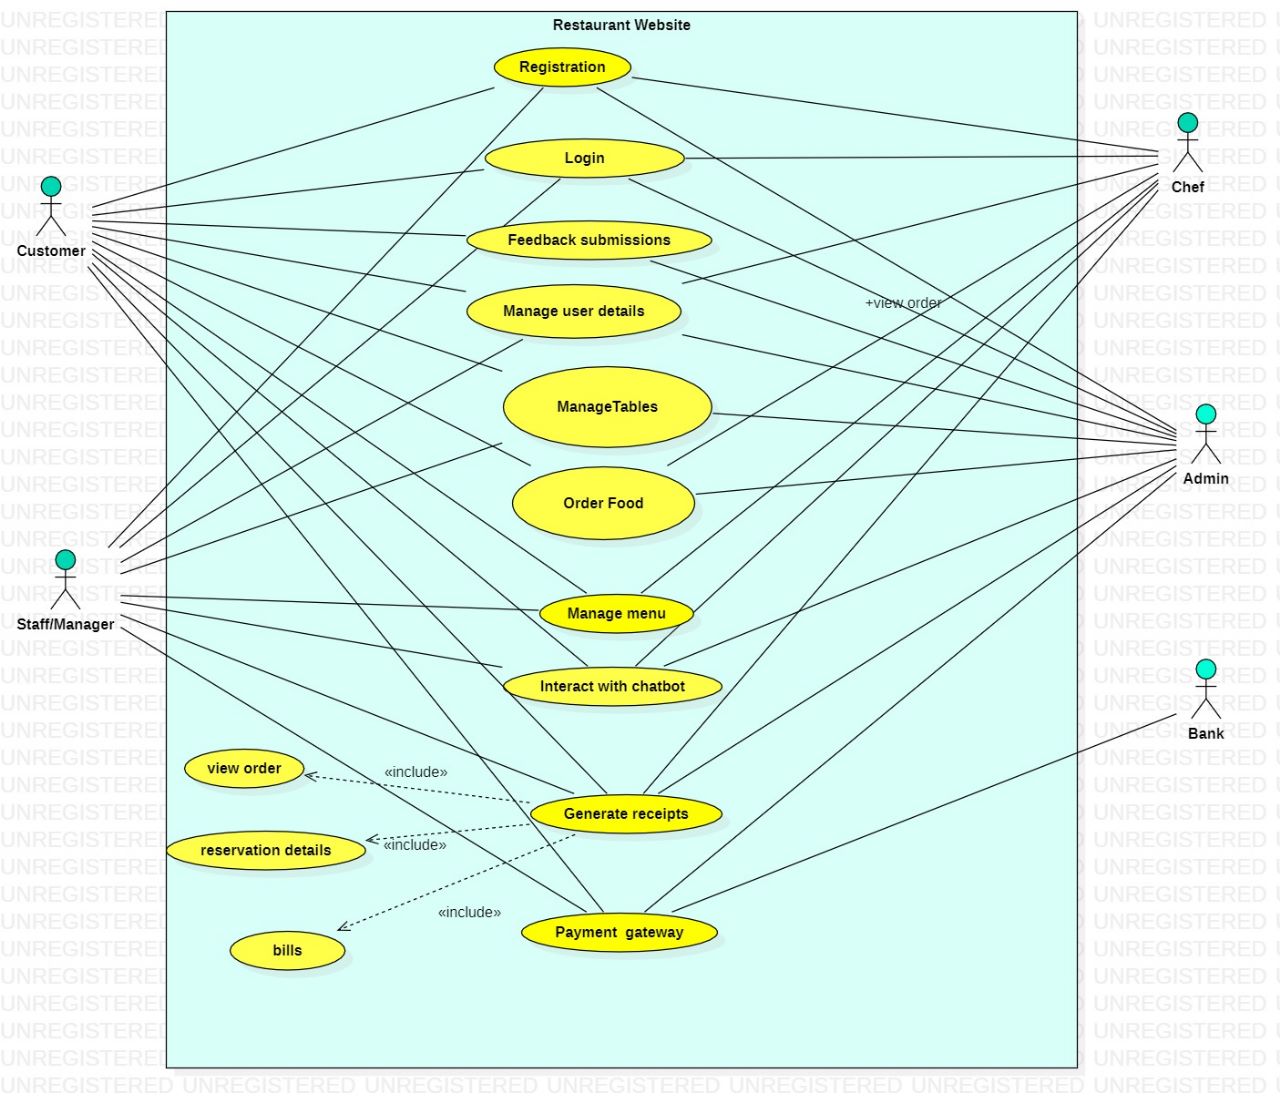 Restaurant Website
Registration
Login
Chef
Customer
Feedback submissions
Manage user details
+view order
ManageTables
Admin
Order Food
Manage menu
Staff/Manager
Interact with chatbot
Bank
view order
«include»
Generate receipts
reservation details
«include»
«include»
Payment  gateway
bills
UNREGISTERED UNREGISTERED UNREGISTERED UNREGISTERED UNREGISTERED UNREGISTERED UNREGISTERED